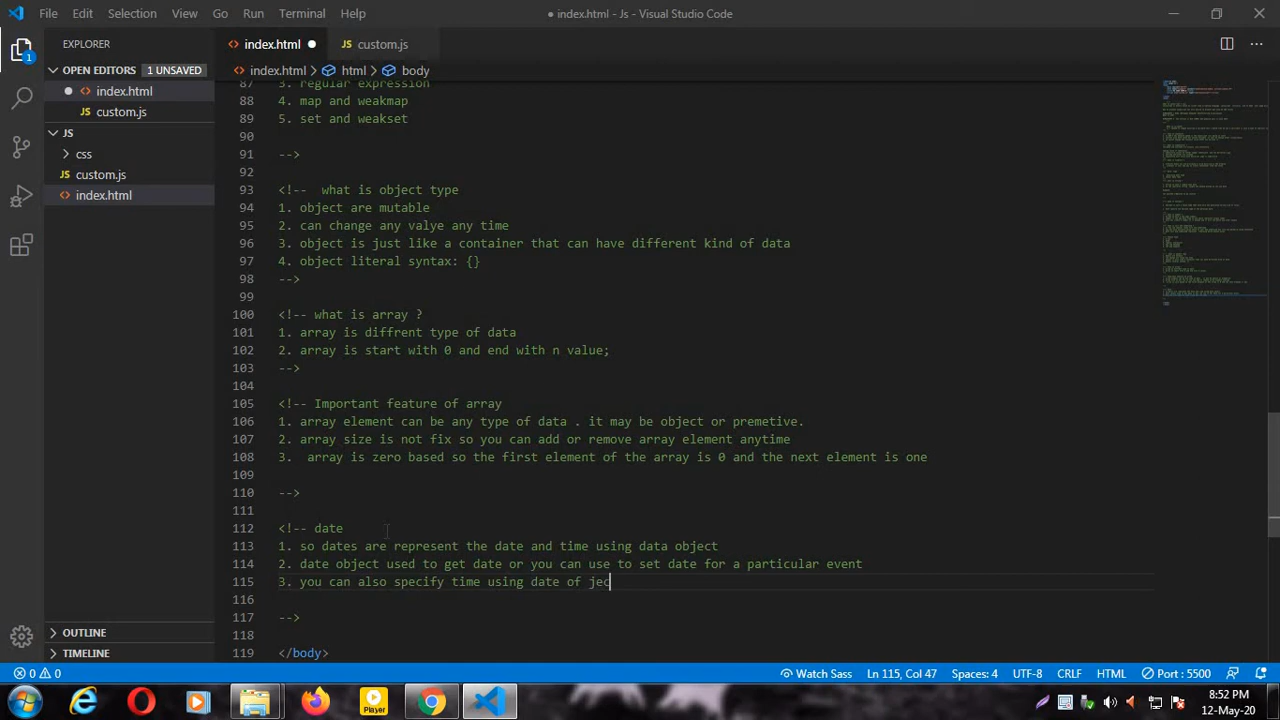 File Edit Selection View Go Run Terminal Help
● index.html - Js - Visual Studio Code
EXPLORER
index.html
custom.js
OPEN EDITORS 1 UNSAVED
index.html > html > body
index.html
custom.js
JS
css
custom.js
index.html
87 3. regular expression
88 4. map and weakmap
89 5. set and weakset
90
91 -->
92
93 <!--  what is object type
94 1. object are mutable
95 2. can change any valye any time
96 3. object is just like a container that can have different kind of data
97 4. object literal syntax: {}
98 -->
99
100 <!-- what is array ?
101 1. array is diffrent type of data
102 2. array is start with 0 and end with n value;
103 -->
104
105 <!-- Important feature of array
106 1. array element can be any type of data . it may be object or premetive.
107 2. array size is not fix so you can add or remove array element anytime
108 3.  array is zero based so the first element of the array is 0 and the next element is one
109
110 -->
111
112 <!-- date
113 1. so dates are represent the date and time using data object
114 2. date object used to get date or you can use to set date for a particular event
115 3. you can also specify time using date of jec
116
117 -->
118
119 </body>
OUTLINE
TIMELINE
0 0
Watch Sass Ln 115, Col 47 Spaces: 4 UTF-8 CRLF HTML Port : 5500
1
Player
8:52 PM
12-May-20